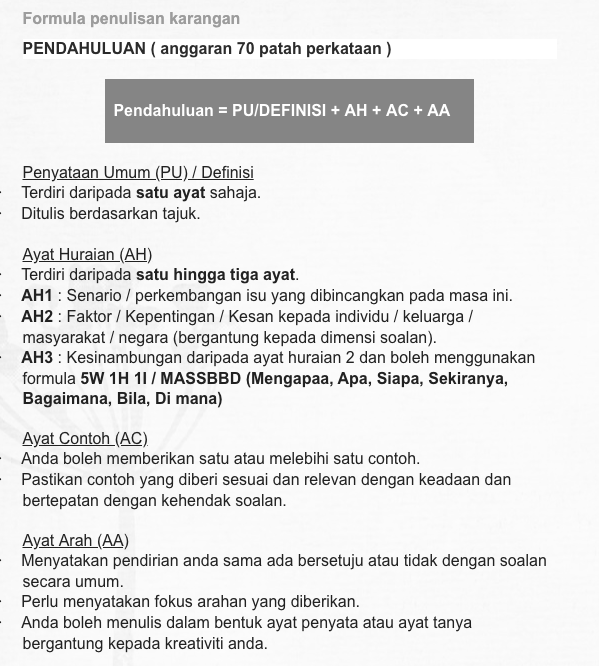 Formula penulisan karangan
PENDAHULUAN ( anggaran 70 patah perkataan )
Pendahuluan = PU/DEFINISI + AH + AC + AA
Penyataan Umum (PU) / Definisi
· Terdiri daripada satu ayat sahaja.
· Ditulis berdasarkan tajuk.
Ayat Huraian (AH)
· Terdiri daripada satu hingga tiga ayat.
· AH1 : Senario / perkembangan isu yang dibincangkan pada masa ini.
· AH2 : Faktor / Kepentingan / Kesan kepada individu / keluarga /
masyarakat / negara (bergantung kepada dimensi soalan).
· AH3 : Kesinambungan daripada ayat huraian 2 dan boleh menggunakan
formula 5W 1H 1I / MASSBBD (Mengapaa, Apa, Siapa, Sekiranya,
Bagaimana, Bila, Di mana)
Ayat Contoh (AC)
· Anda boleh memberikan satu atau melebihi satu contoh.
· Pastikan contoh yang diberi sesuai dan relevan dengan keadaan dan
bertepatan dengan kehendak soalan.
Ayat Arah (AA)
· Menyatakan pendirian anda sama ada bersetuju atau tidak dengan soalan
secara umum.
· Perlu menyatakan fokus arahan yang diberikan.
· Anda boleh menulis dalam bentuk ayat penyata atau ayat tanya
bergantung kepada kreativiti anda.